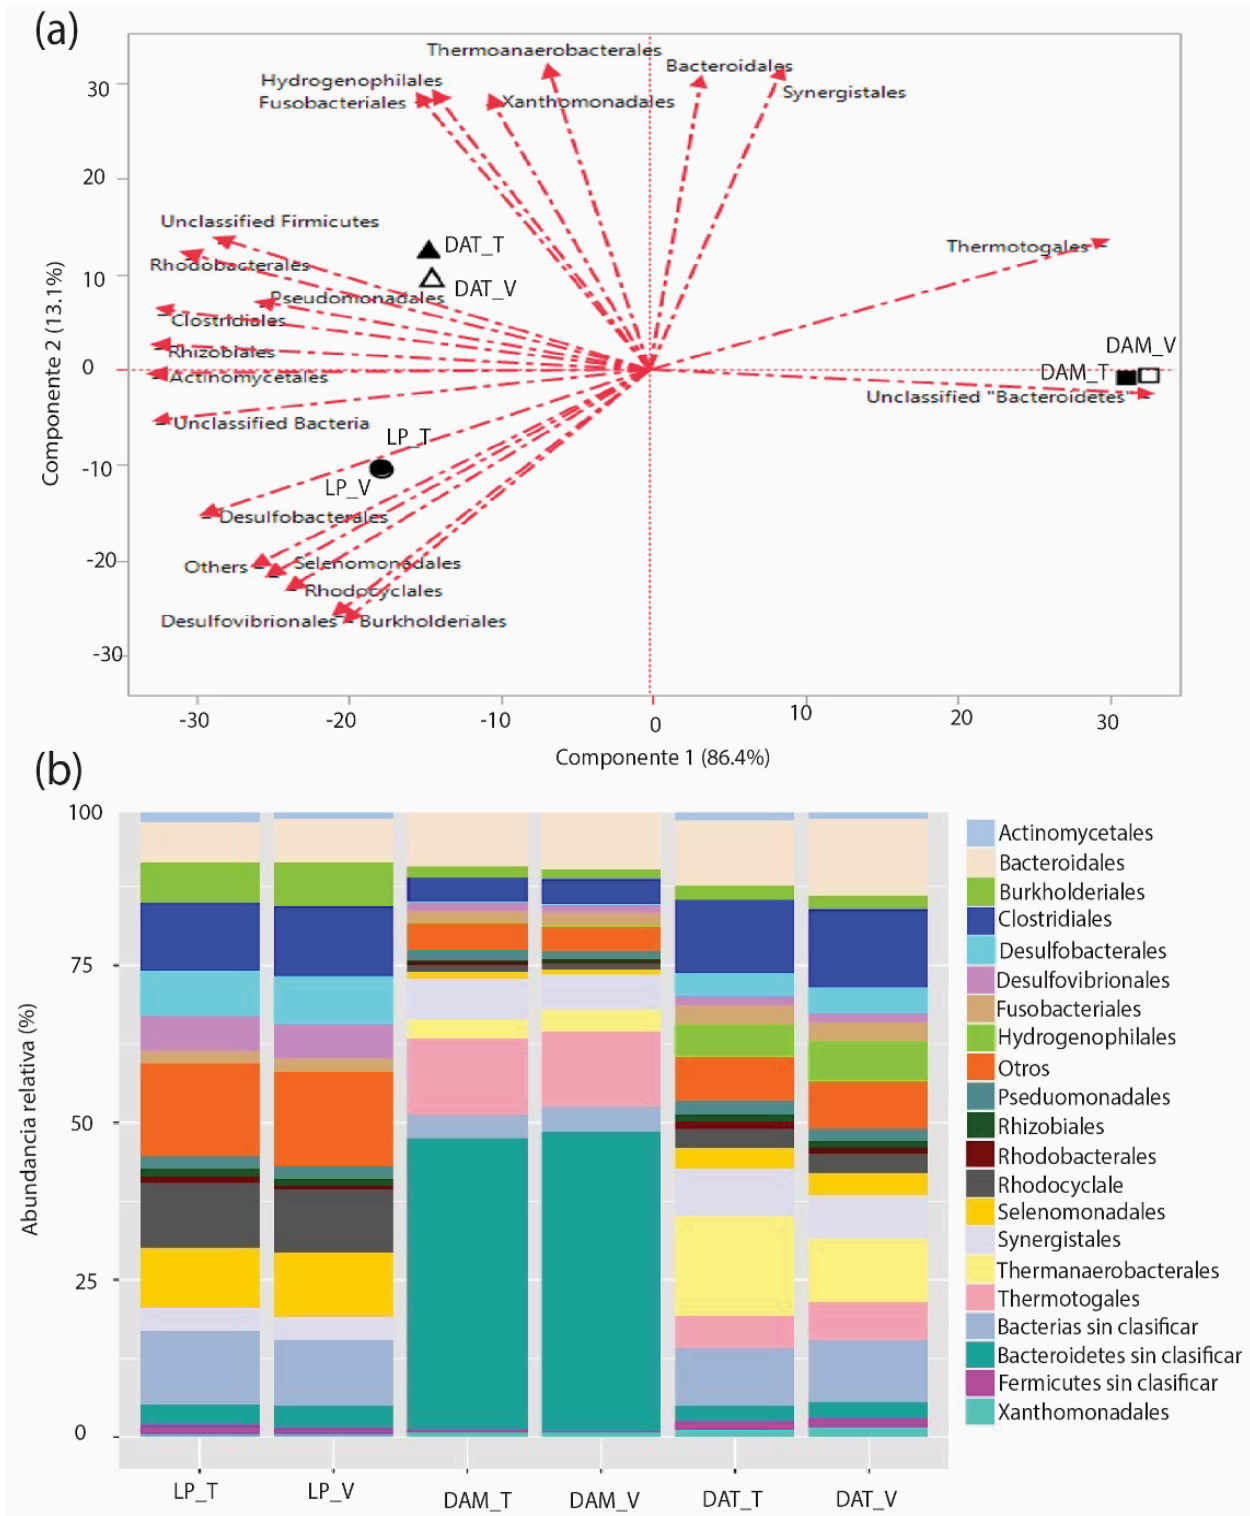 (a)
Thermoanaerobacterales
Bacteroidales
Hydrogenophilales
Synergistales
Fusobacteriales
Xanthomonadales
30
20
10
0
-10
-20
-30
Componente 2 (13.1%)
Unclassified Firmicutes
DAT_T
Thermotogales
Rhodobacterales
DAT_V
Pseudomonadales
Clostridiales
DAM_V
Rhizobiales
DAM_T
Actinomycetales
Unclassified "Bacteroidetes"
Unclassified Bacteria
LP_T
LP_V
Desulfobacterales
Others
Selenomonadales
Rhodocyclales
Desulfovibrionales
Burkholderiales
-30
-20
-10
0
10
20
30
Componente 1 (86.4%)
(b)
100
75
50
25
0
Abundancia relativa (%)
Actinomycetales
Bacteroidales
Burkholderiales
Clostridiales
Desulfobacterales
Desulfovibrionales
Fusobacteriales
Hydrogenophilales
Otros
Pseduomonadales
Rhizobiales
Rhodobacterales
Rhodocyclale
Selenomonadales
Synergistales
Thermanaerobacterales
Thermotogales
Bacterias sin clasificar
Bacteroidetes sin clasificar
Fermicutes sin clasificar
Xanthomonadales
LP_T
LP_V
DAM_T
DAM_V
DAT_T
DAT_V